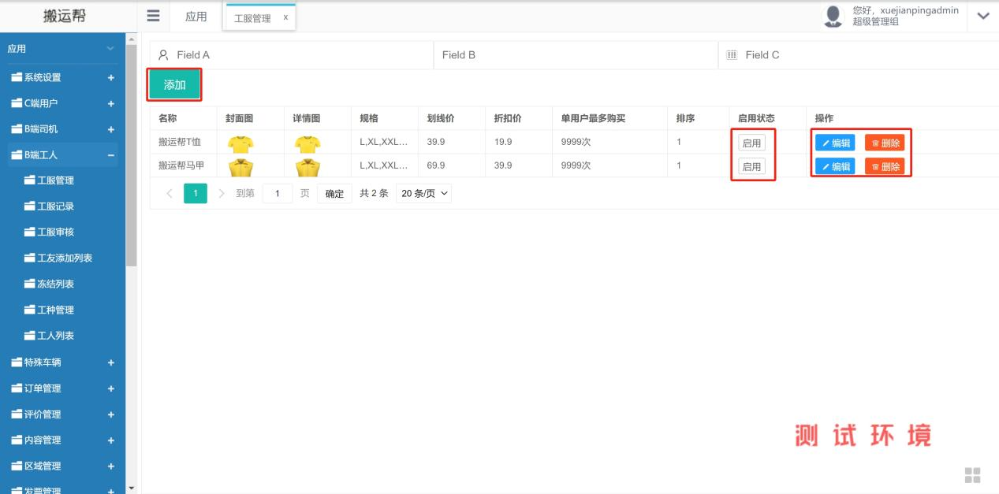 搬运帮
应用
工服管理 x
您好，xuejianpingadmin
超级管理组
应用
系统设置 +
C端用户 +
B端司机 +
B端工人 −
工服管理
工服记录
工服审核
工友添加列表
冻结列表
工种管理
工人列表
特殊车辆 +
订单管理 +
评价管理 +
内容管理 +
区域管理 +
发票管理 +
Field A
Field B
Field C
添加
名称 封面图 详情图 规格 划线价 折扣价 单用户最多购买 排序 启用状态 操作
搬运帮T恤 L,XL,XXL... 39.9 19.9 9999次 1 启用 编辑 删除
搬运帮马甲 L,XL,XXL... 69.9 39.9 9999次 1 启用 编辑 删除
1 到第 1 页 确定 共 2 条 20 条/页
测试环境